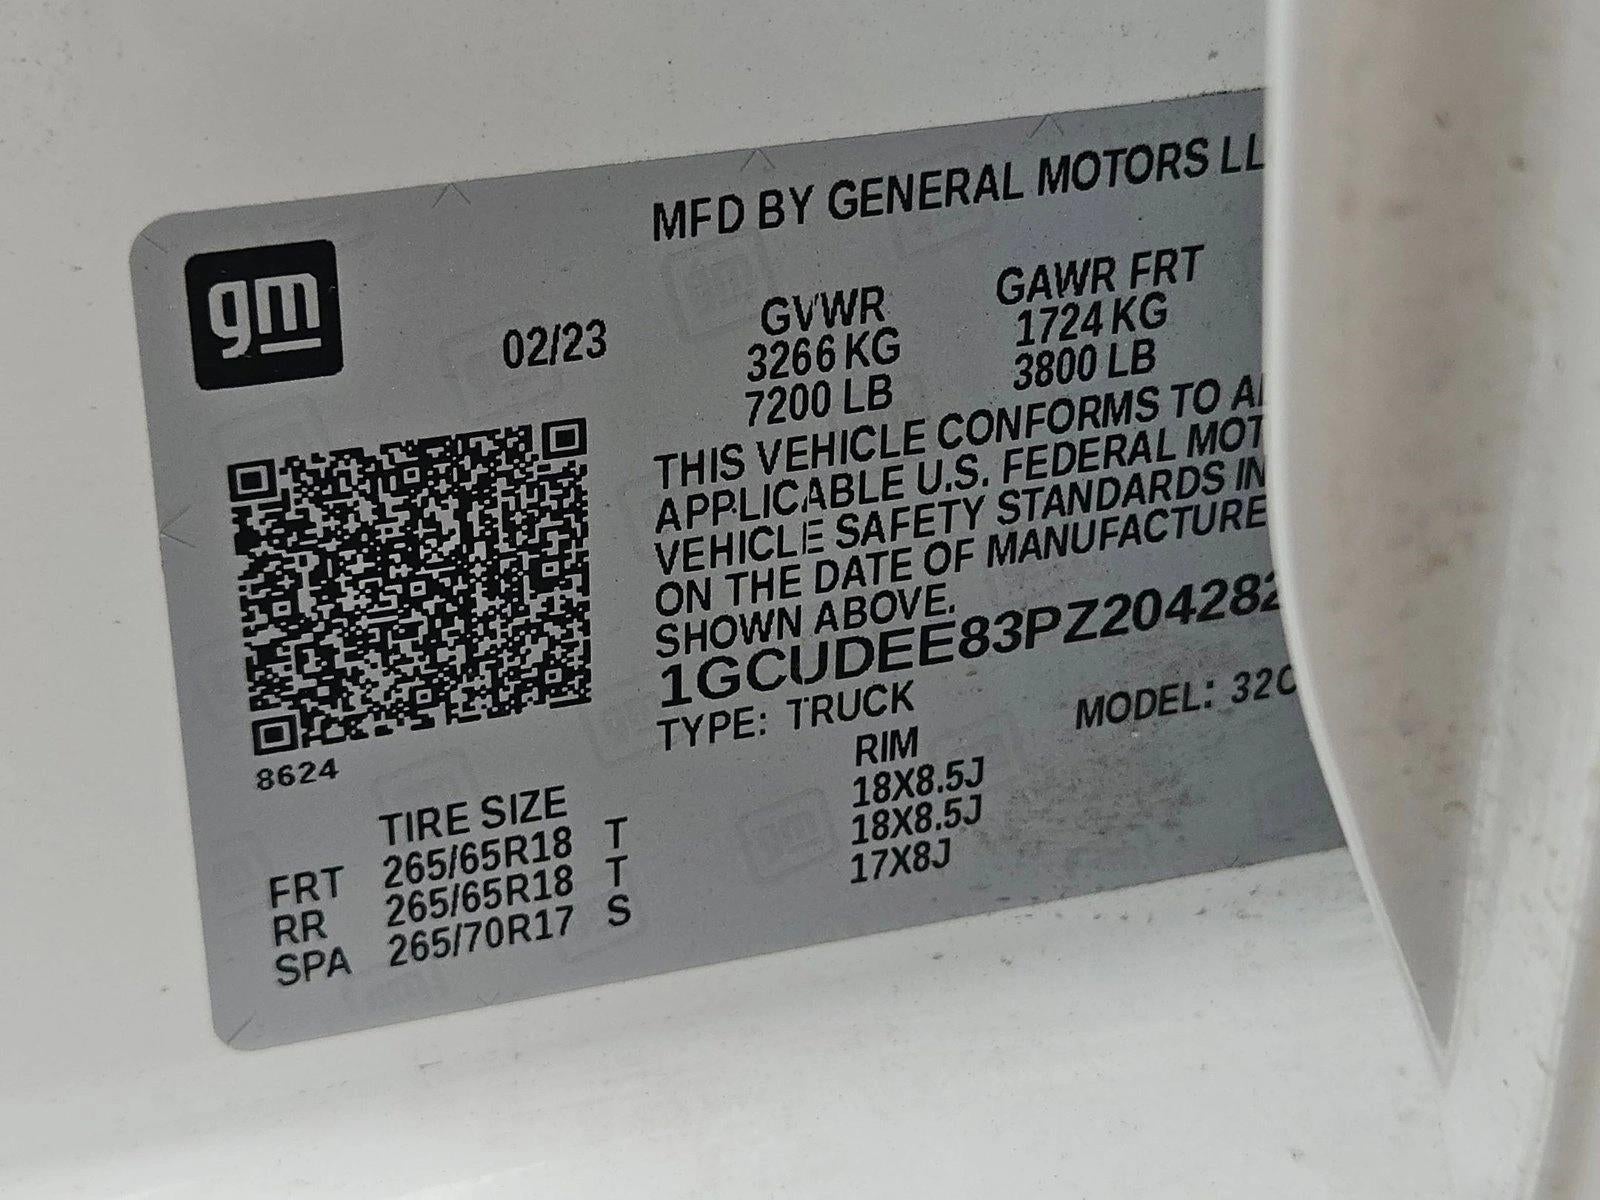 gm
MFD BY GENERAL MOTORS LL
02/23
GVWR GAWR FRT
3266 KG 1724 KG
7200 LB 3800 LB
THIS VEHICLE CONFORMS TO
APPLICABLE U.S. FEDERAL MOT
VEHICLE SAFETY STANDARDS IN
ON THE DATE OF MANUFACTURE
SHOWN ABOVE.
1GCUDEE83PZ204282
TYPE: TRUCK MODEL: 32C
8624
TIRE SIZE RIM
FRT 265/65R18 T 18X8.5J
RR 265/65R18 T 18X8.5J
SPA 265/70R17 S 17X8J